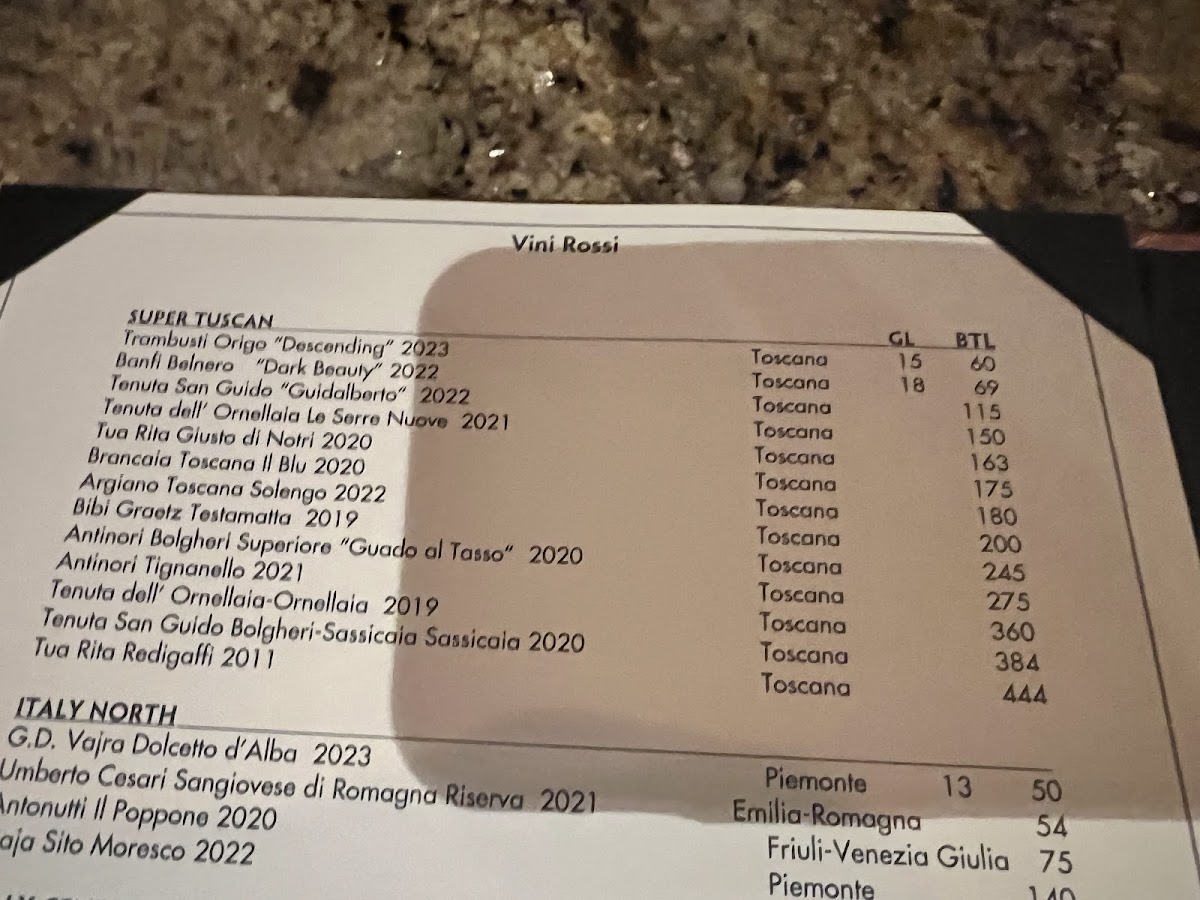 Vini Rossi
SUPER TUSCAN GL BTL
Trambusti Origo "Descending" 2023 Toscana 15 60
Banfi Belnero "Dark Beauty" 2022 Toscana 18 69
Tenuta San Guido "Guidalberto" 2022 Toscana 115
Tenuta dell' Ornellaia Le Serre Nuove 2021 Toscana 150
Tua Rita Giusto di Notri 2020 Toscana 163
Brancaia Toscana Il Blu 2020 Toscana 175
Argiano Toscana Solengo 2022 Toscana 180
Bibi Graetz Testamatta 2019 Toscana 200
Antinori Bolgheri Superiore "Guado al Tasso" 2020 Toscana 245
Antinori Tignanello 2021 Toscana 275
Tenuta dell' Ornellaia-Ornellaia 2019 Toscana 360
Tenuta San Guido Bolgheri-Sassicaia Sassicaia 2020 Toscana 384
Tua Rita Redigaffi 2011 Toscana 444
ITALY NORTH
G.D. Vajra Dolcetto d'Alba 2023 Piemonte 13 50
Umberto Cesari Sangiovese di Romagna Riserva 2021 Emilia-Romagna 54
Antonutti Il Poppone 2020 Friuli-Venezia Giulia 75
aja Sito Moresco 2022 Piemonte 140